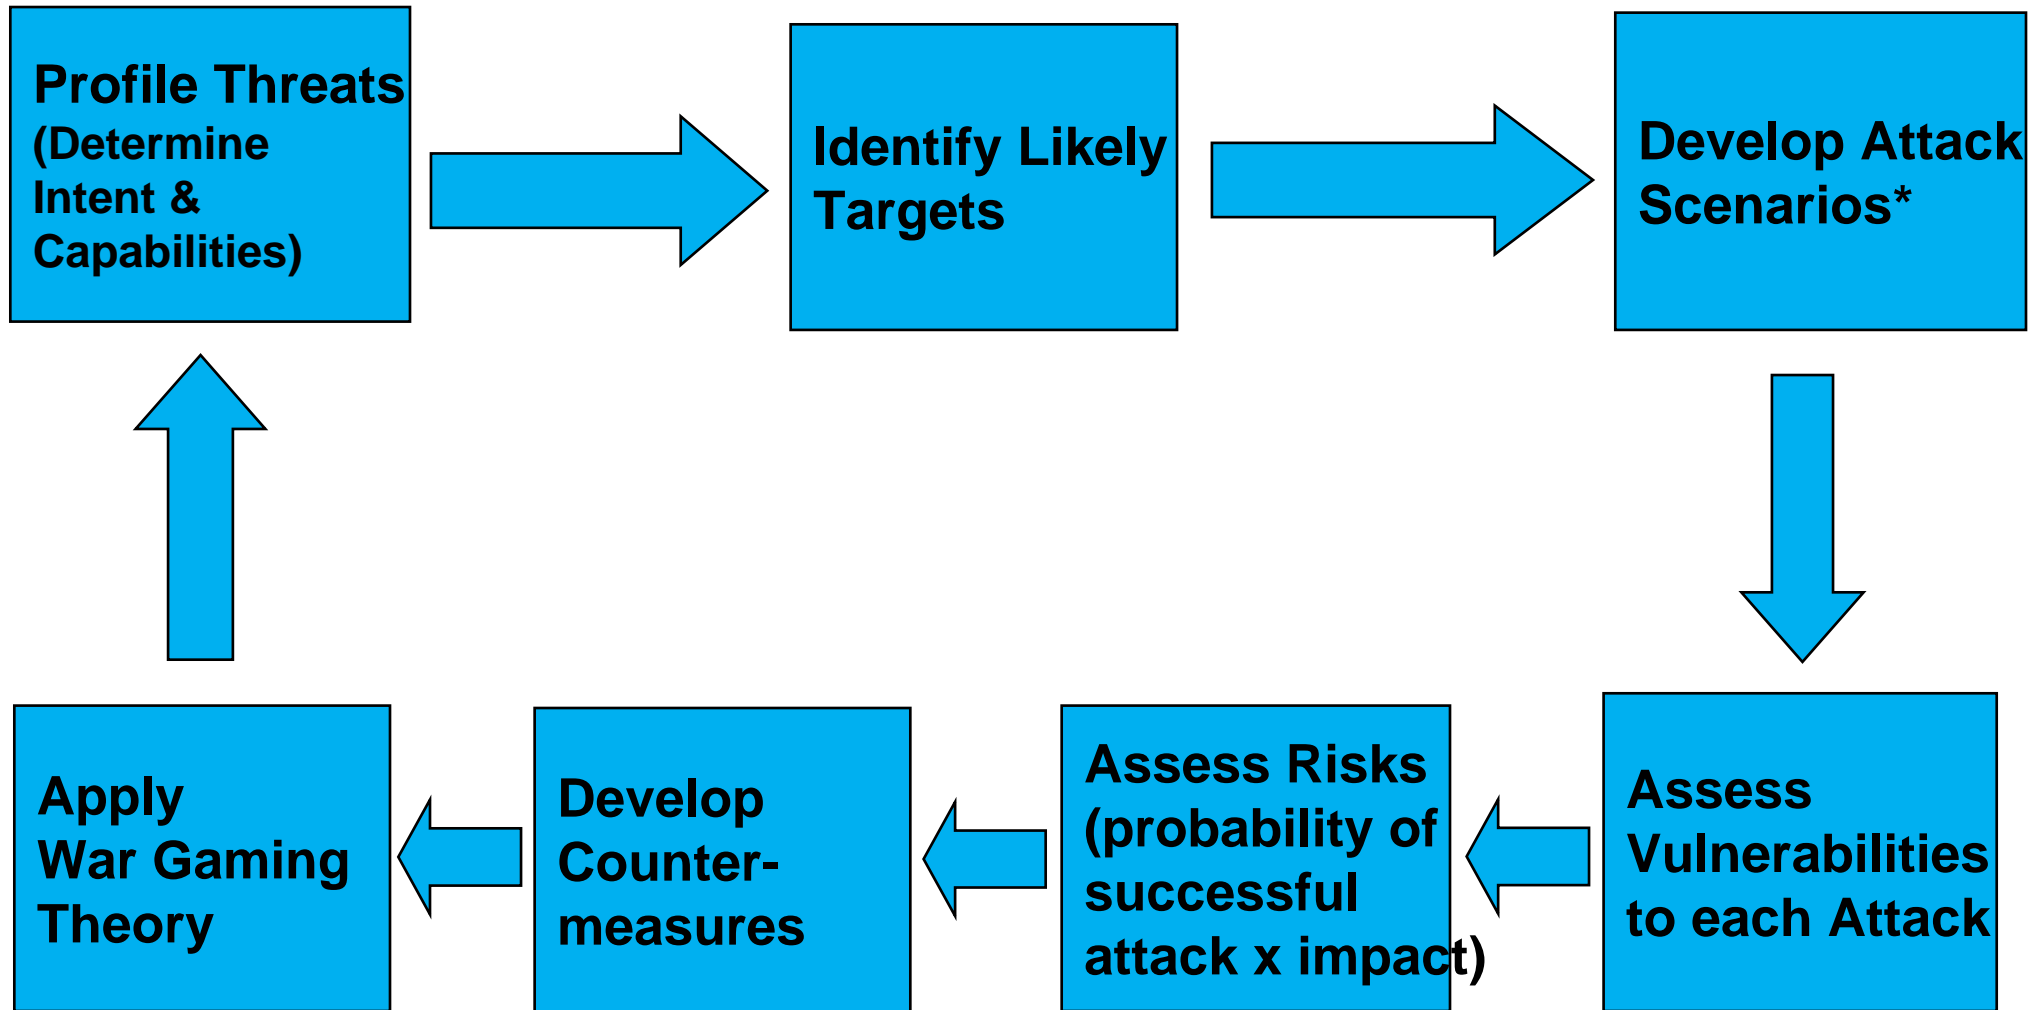 Profile Threats
(Determine
Intent &
Capabilities)
Identify Likely
Targets
Develop Attack
Scenarios*
Assess
Vulnerabilities
to each Attack
Assess Risks
(probability of
successful
attack x impact)
Develop
Counter-
measures
Apply
War Gaming
Theory